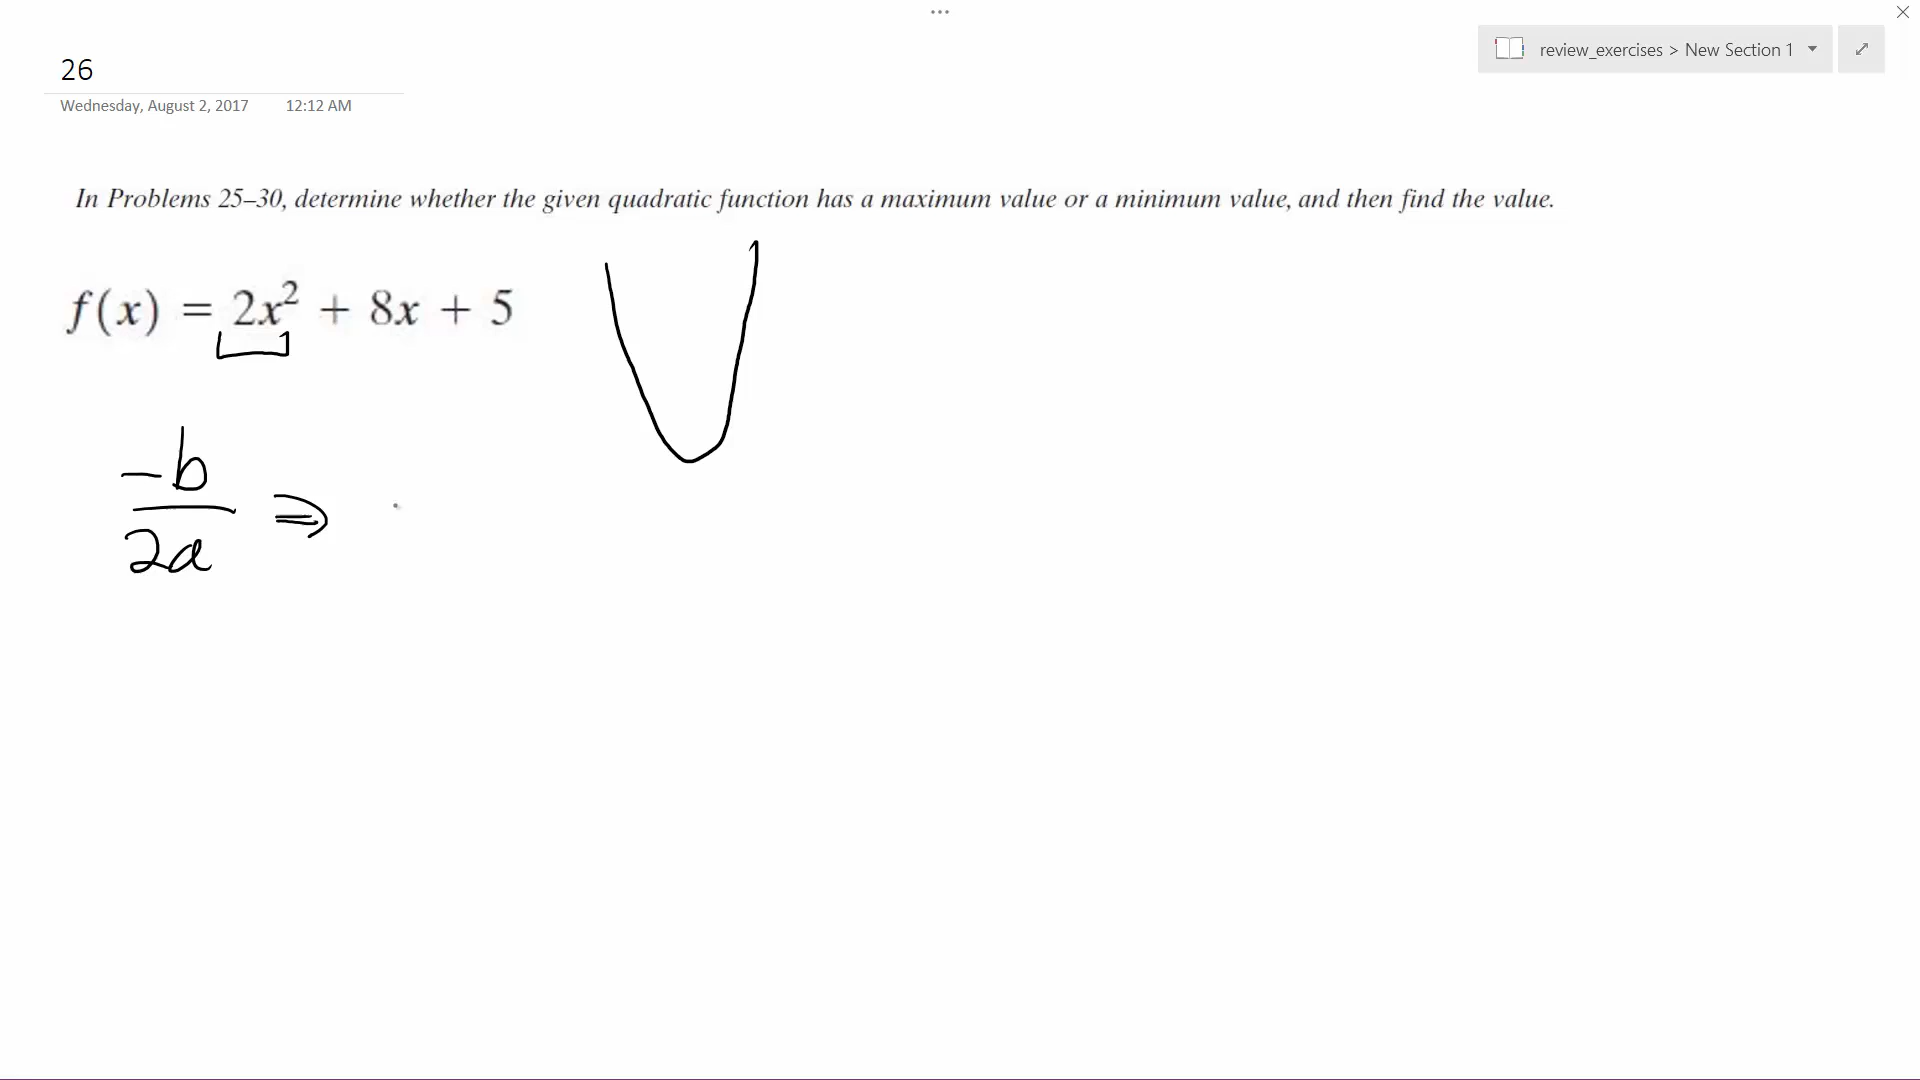 ...
review_exercises > New Section 1
26
Wednesday, August 2, 2017 12:12 AM
In Problems 25–30, determine whether the given quadratic function has a maximum value or a minimum value, and then find the value.
f(x) = 2x² + 8x + 5
-b
2a ⇒